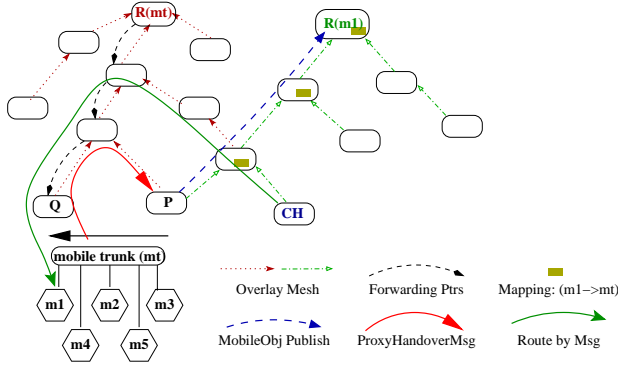 R(mt)
R(m1)
Q
P
CH
mobile trunk (mt)
m1
m2
m3
m4
m5
Overlay Mesh
Forwarding Ptrs
Mapping: (m1->mt)
MobileObj Publish
ProxyHandoverMsg
Route by Msg